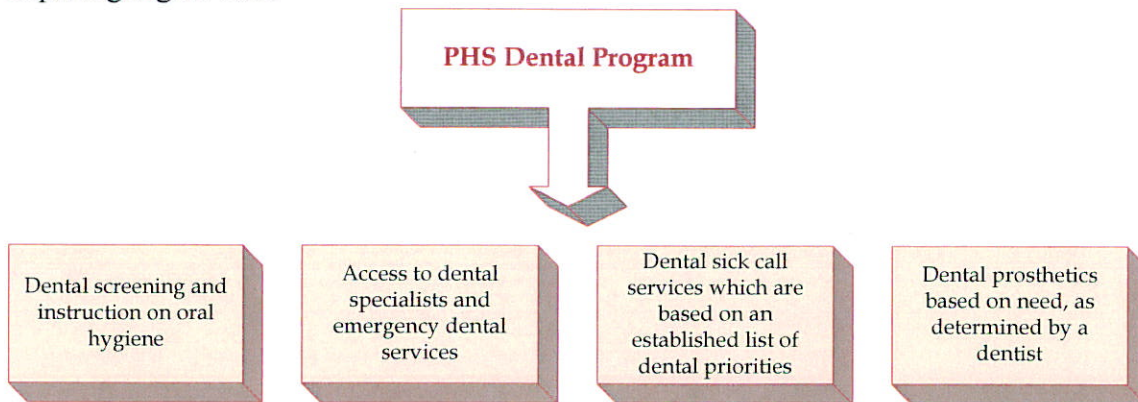 PHS Dental Program
Dental screening and
instruction on oral
hygiene
Access to dental
specialists and
emergency dental
services
Dental sick call
services which are
based on an
established list of
dental priorities
Dental prosthetics
based on need, as
determined by a
dentist